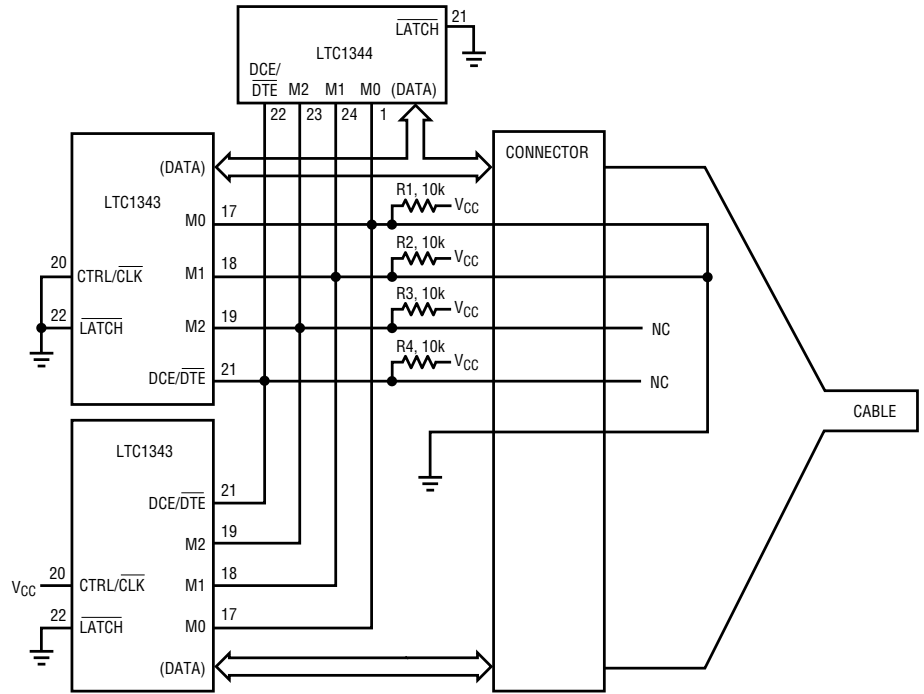 21
LATCH
LTC1344
DCE/
DTE M2 M1 M0 (DATA)
22 23 24 1
CONNECTOR
(DATA)
LTC1343
R1, 10k
VCC
M0 17
R2, 10k
VCC
20
CTRL/CLK
M1 18
R3, 10k
VCC
22
LATCH
M2 19
NC
R4, 10k
VCC
DCE/DTE 21
NC
CABLE
LTC1343
DCE/DTE 21
M2 19
VCC 20
CTRL/CLK
M1 18
22
LATCH
M0 17
(DATA)